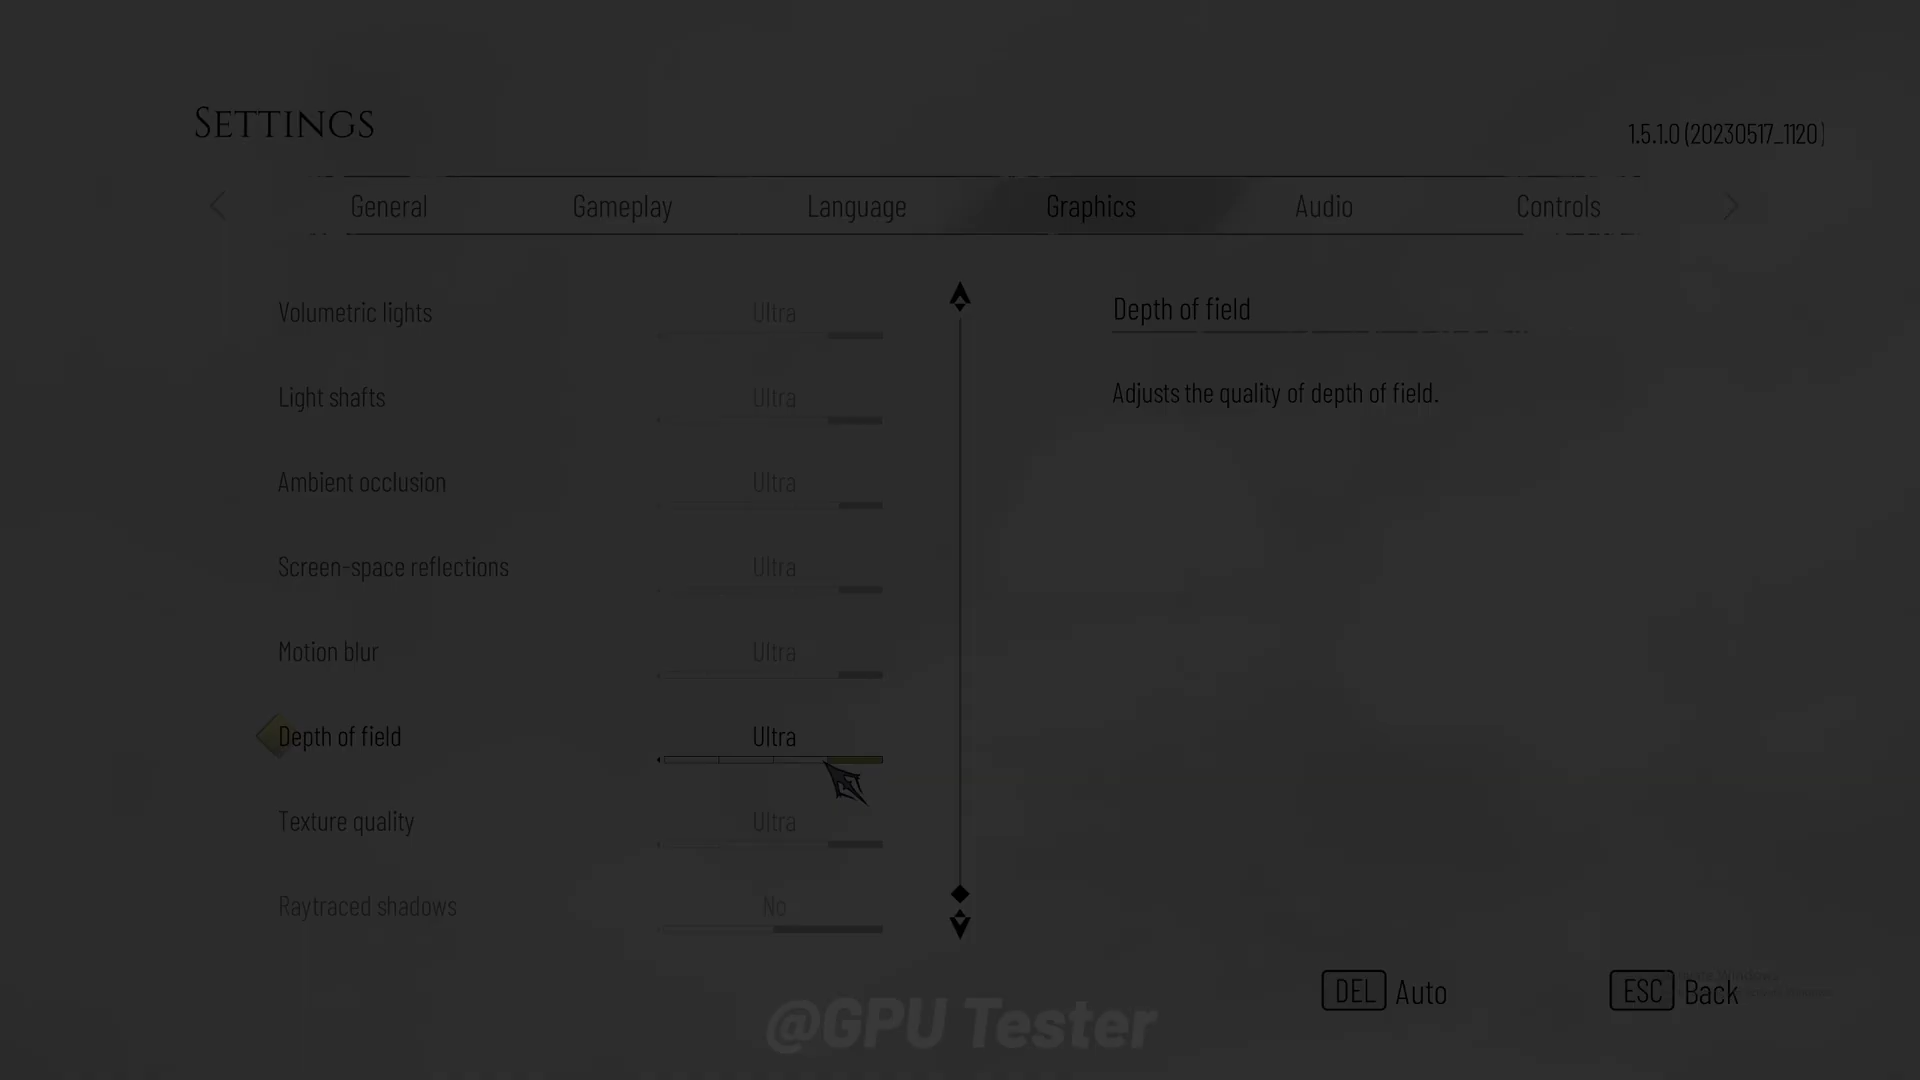 SETTINGS
1.5.1.0 (20230517_1120)
General Gameplay Language Graphics Audio Controls
Volumetric lights Ultra
Light shafts Ultra
Ambient occlusion Ultra
Screen-space reflections Ultra
Motion blur Ultra
Depth of field Ultra
Texture quality Ultra
Raytraced shadows No
Depth of field
Adjusts the quality of depth of field.
DEL Auto
ESC Back
@GPU Tester